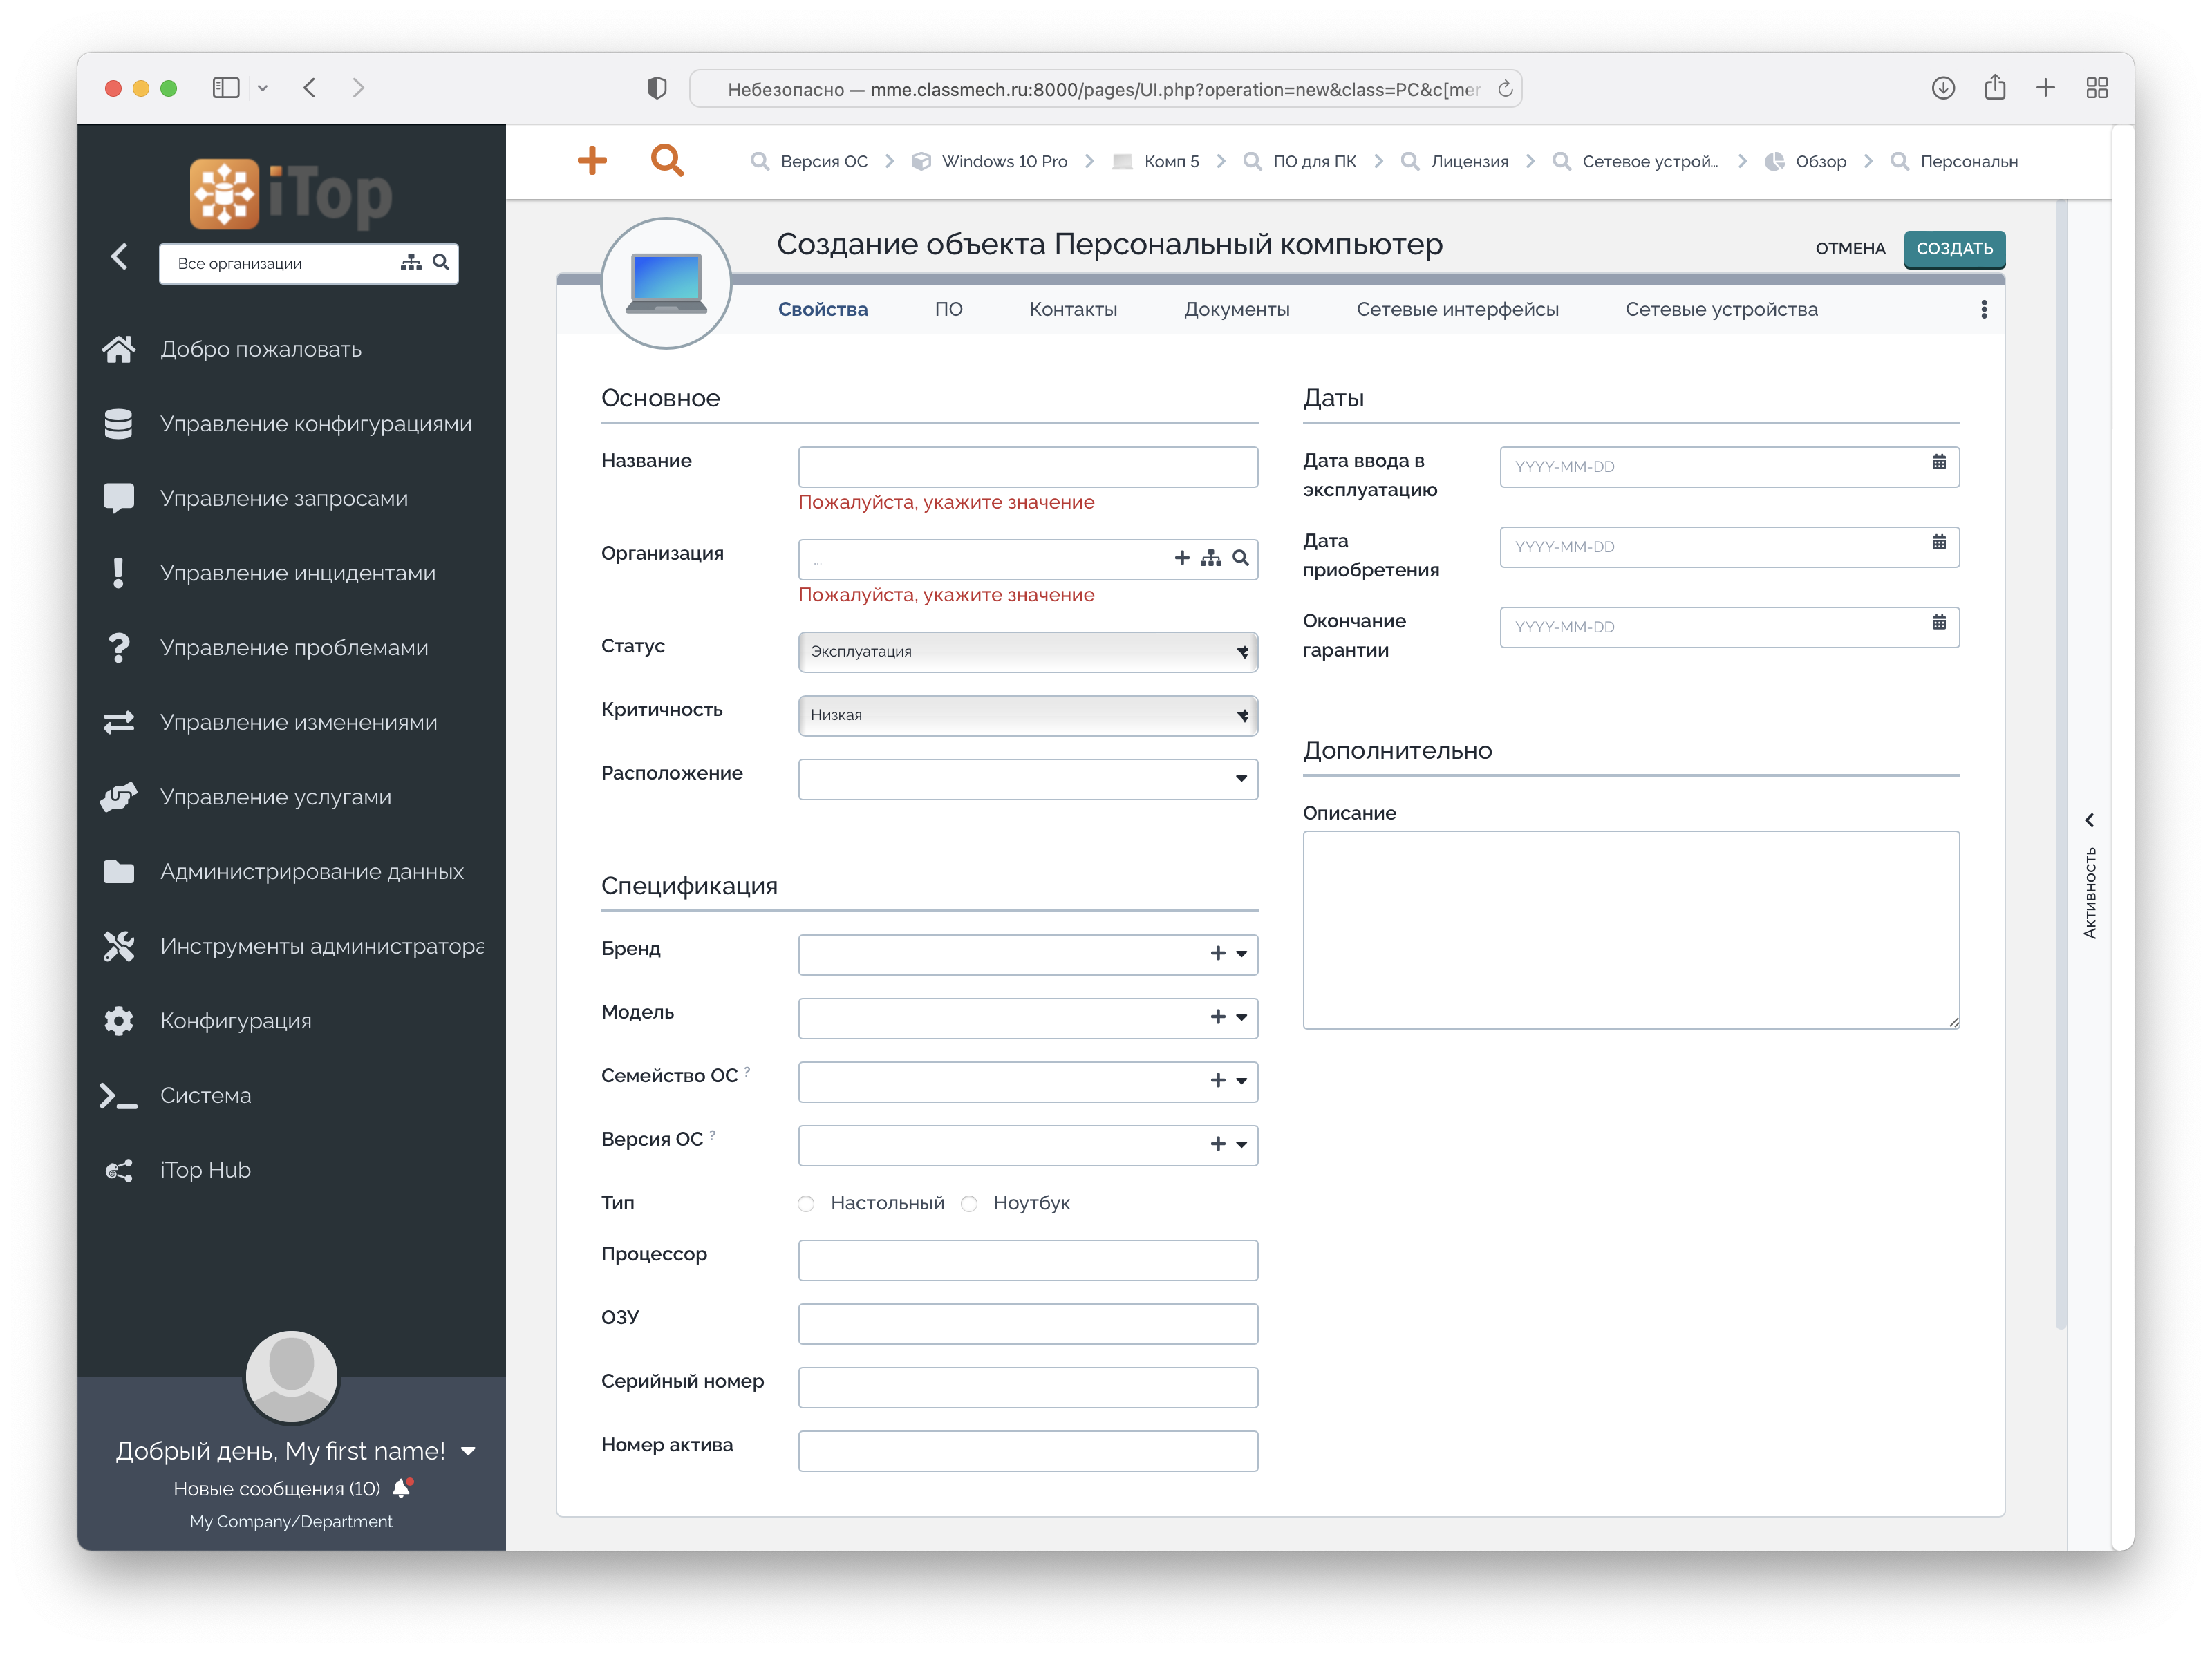 Небезопасно — mme.classmech.ru:8000/pages/UI.php?operation=new&class=PC&c[mer
iTop
Все организации
Добро пожаловать
Управление конфигурациями
Управление запросами
Управление инцидентами
Управление проблемами
Управление изменениями
Управление услугами
Администрирование данных
Инструменты администратора
Конфигурация
Система
iTop Hub
Добрый день, My first name!
Новые сообщения (10)
My Company/Department
Версия ОС
Windows 10 Pro
Комп 5
ПО для ПК
Лицензия
Сетевое устрой...
Обзор
Персональн
Создание объекта Персональный компьютер
ОТМЕНА
СОЗДАТЬ
Свойства
ПО
Контакты
Документы
Сетевые интерфейсы
Сетевые устройства
Основное
Название
Пожалуйста, укажите значение
Организация
...
Пожалуйста, укажите значение
Статус
Эксплуатация
Критичность
Низкая
Расположение
Спецификация
Бренд
Модель
Семейство ОС ?
Версия ОС ?
Тип
Настольный
Ноутбук
Процессор
ОЗУ
Серийный номер
Номер актива
Даты
Дата ввода в
эксплуатацию
YYYY-MM-DD
Дата
приобретения
YYYY-MM-DD
Окончание
гарантии
YYYY-MM-DD
Дополнительно
Описание
Активность